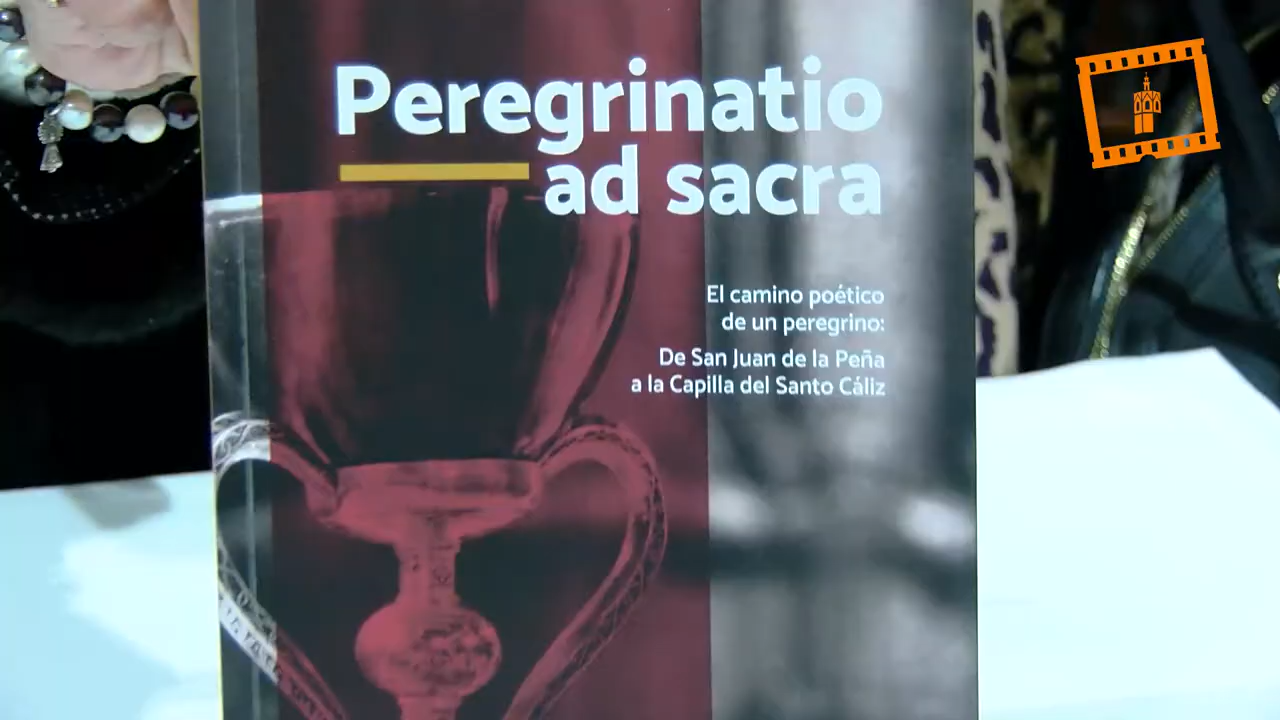 Peregrinatio
ad sacra
El camino poético
de un peregrino:
De San Juan de la Peña
a la Capilla del Santo Cáliz